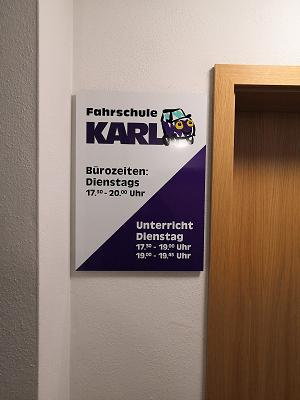 Fahrschule
KARL
Bürozeiten:
Dienstags
17.³⁰ - 20.⁰⁰ Uhr
Unterricht
Dienstag
17.³⁰ - 19.⁰⁰ Uhr
19.⁰⁰ - 19.⁴⁵ Uhr